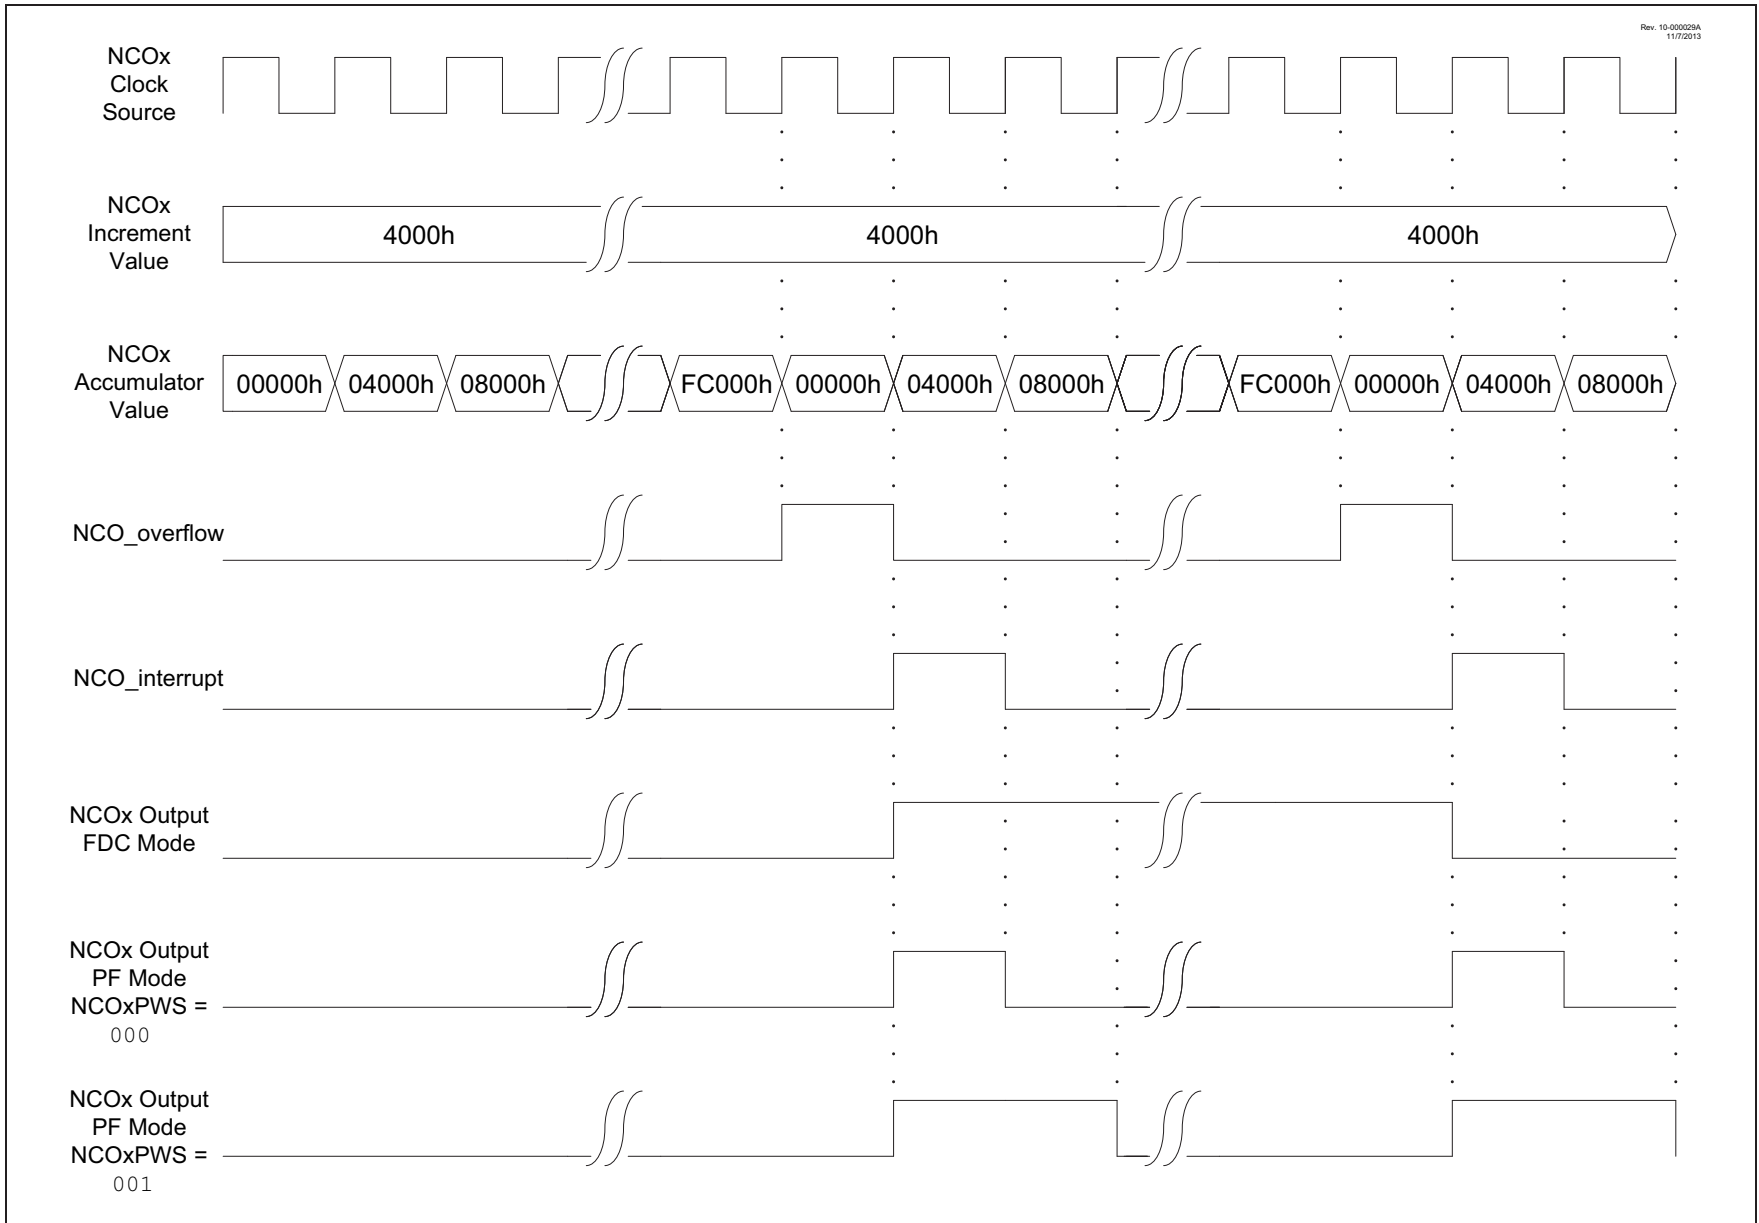 Rev. 10-000029A
11/7/2013
NCOx
Clock
Source
NCOx
Increment
Value
4000h
4000h
4000h
NCOx
Accumulator
Value
00000h
04000h
08000h
FC000h
00000h
04000h
08000h
FC000h
00000h
04000h
08000h
NCO_overflow
NCO_interrupt
NCOx Output
FDC Mode
NCOx Output
PF Mode
NCOxPWS =
000
NCOx Output
PF Mode
NCOxPWS =
001